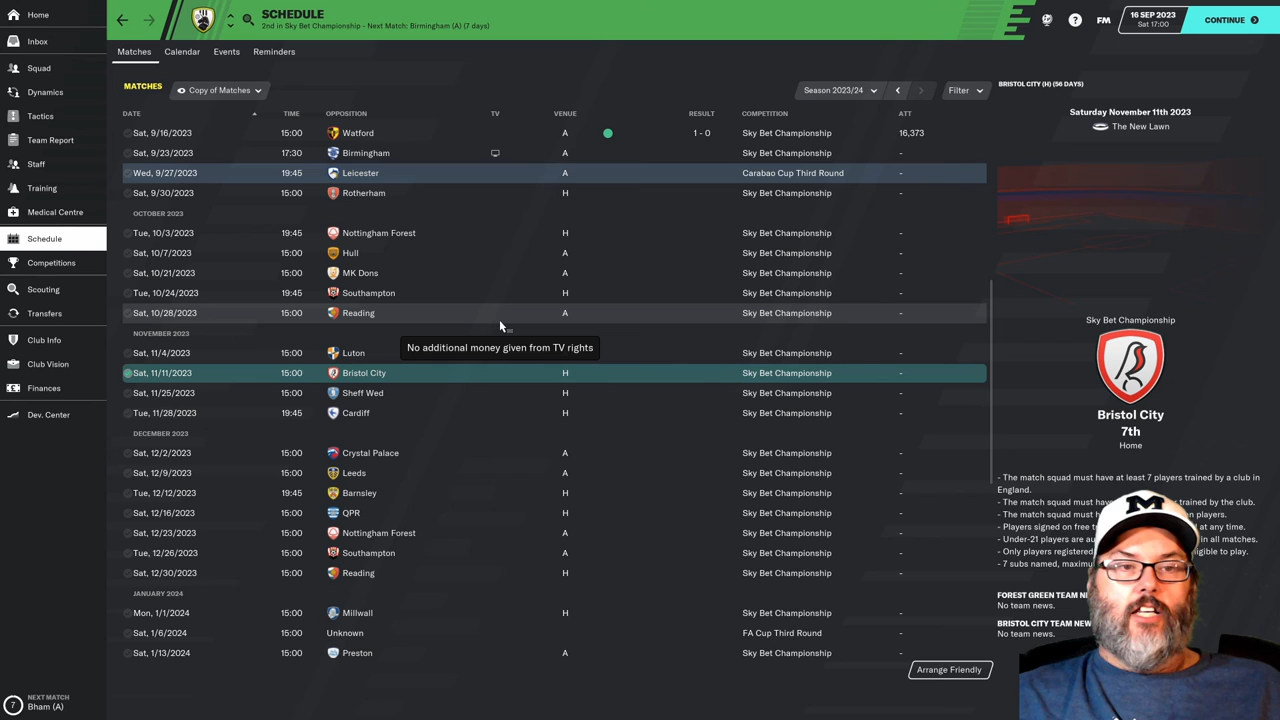 Home
Inbox
Squad
Dynamics
Tactics
Team Report
Staff
Training
Medical Centre
Schedule
Competitions
Scouting
Transfers
Club Info
Club Vision
Finances
Dev. Center
7
NEXT MATCH
Bham (A)
SCHEDULE
2nd in Sky Bet Championship - Next Match: Birmingham (A) (7 days)
?
FM
16 SEP 2023
Sat 17:00
CONTINUE
Matches Calendar Events Reminders
MATCHES Copy of Matches Season 2023/24 Filter
DATE TIME OPPOSITION TV VENUE RESULT COMPETITION ATT
Sat, 9/16/2023 15:00 Watford A 1 - 0 Sky Bet Championship 16,373
Sat, 9/23/2023 17:30 Birmingham A Sky Bet Championship -
Wed, 9/27/2023 19:45 Leicester A Carabao Cup Third Round -
Sat, 9/30/2023 15:00 Rotherham H Sky Bet Championship -
OCTOBER 2023
Tue, 10/3/2023 19:45 Nottingham Forest H Sky Bet Championship -
Sat, 10/7/2023 15:00 Hull A Sky Bet Championship -
Sat, 10/21/2023 15:00 MK Dons A Sky Bet Championship -
Tue, 10/24/2023 19:45 Southampton H Sky Bet Championship -
Sat, 10/28/2023 15:00 Reading A Sky Bet Championship -
NOVEMBER 2023
No additional money given from TV rights
Sat, 11/4/2023 15:00 Luton Sky Bet Championship -
Sat, 11/11/2023 15:00 Bristol City H Sky Bet Championship -
Sat, 11/25/2023 15:00 Sheff Wed H Sky Bet Championship -
Tue, 11/28/2023 19:45 Cardiff H Sky Bet Championship -
DECEMBER 2023
Sat, 12/2/2023 15:00 Crystal Palace A Sky Bet Championship -
Sat, 12/9/2023 15:00 Leeds A Sky Bet Championship -
Tue, 12/12/2023 19:45 Barnsley H Sky Bet Championship -
Sat, 12/16/2023 15:00 QPR H Sky Bet Championship -
Sat, 12/23/2023 15:00 Nottingham Forest A Sky Bet Championship -
Tue, 12/26/2023 15:00 Southampton A Sky Bet Championship -
Sat, 12/30/2023 15:00 Reading H Sky Bet Championship -
JANUARY 2024
Mon, 1/1/2024 15:00 Millwall H Sky Bet Championship -
Sat, 1/6/2024 15:00 Unknown FA Cup Third Round -
Sat, 1/13/2024 15:00 Preston A Sky Bet Championship -
Arrange Friendly
BRISTOL CITY (H) (56 DAYS)
Saturday November 11th 2023
The New Lawn
Sky Bet Championship
Bristol City
7th
Home
- The match squad must have at least 7 players trained by a club in
England.
- The match squad must trained by the club.
- The match squad must players.
- Players signed on free at any time.
- Under-21 players are in all matches.
- Only players registered to play.
- 7 subs named,
FOREST GREEN TEAM
No team news.
BRISTOL CITY TEAM NEW
No team news.
M